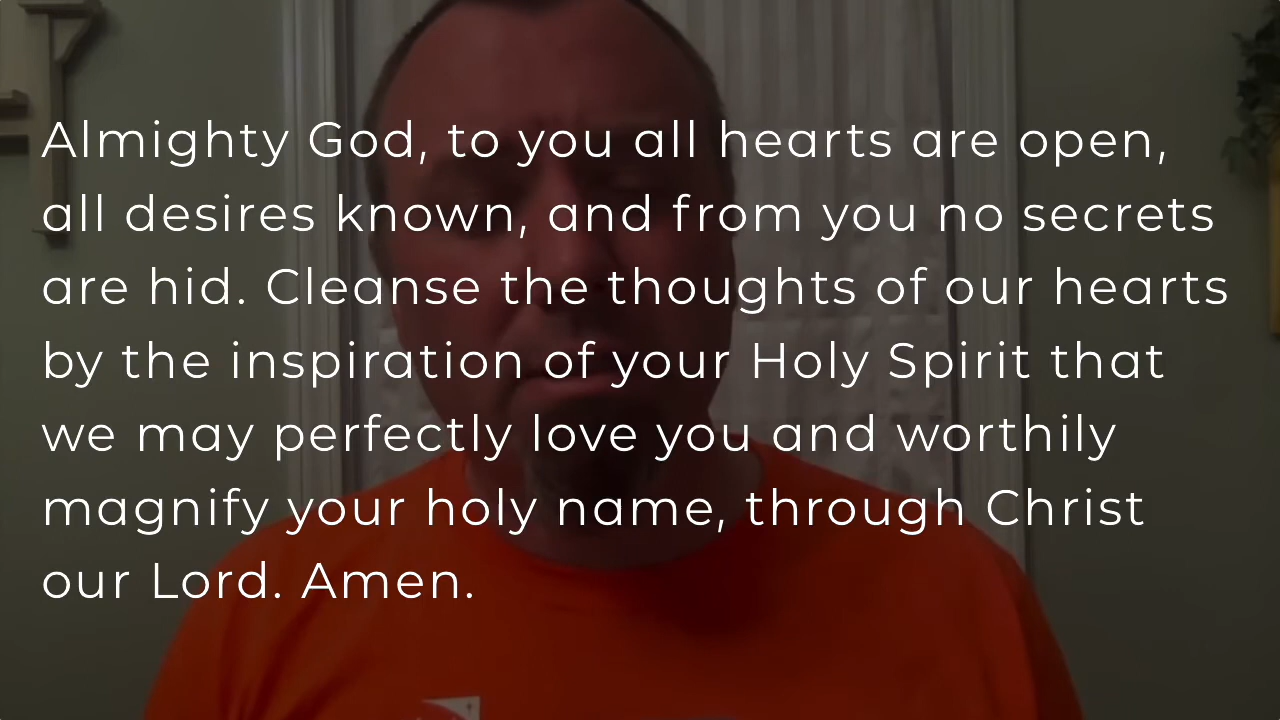 Almighty God, to you all hearts are open,
all desires known, and from you no secrets
are hid. Cleanse the thoughts of our hearts
by the inspiration of your Holy Spirit that
we may perfectly love you and worthily
magnify your holy name, through Christ
our Lord. Amen.